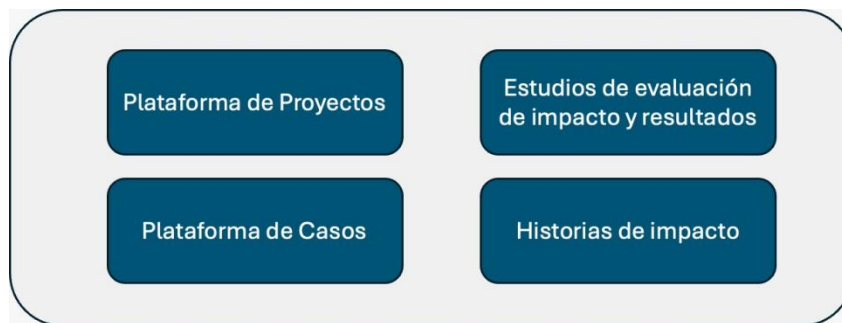 Plataforma de Proyectos
Estudios de evaluación
de impacto y resultados
Plataforma de Casos
Historias de impacto